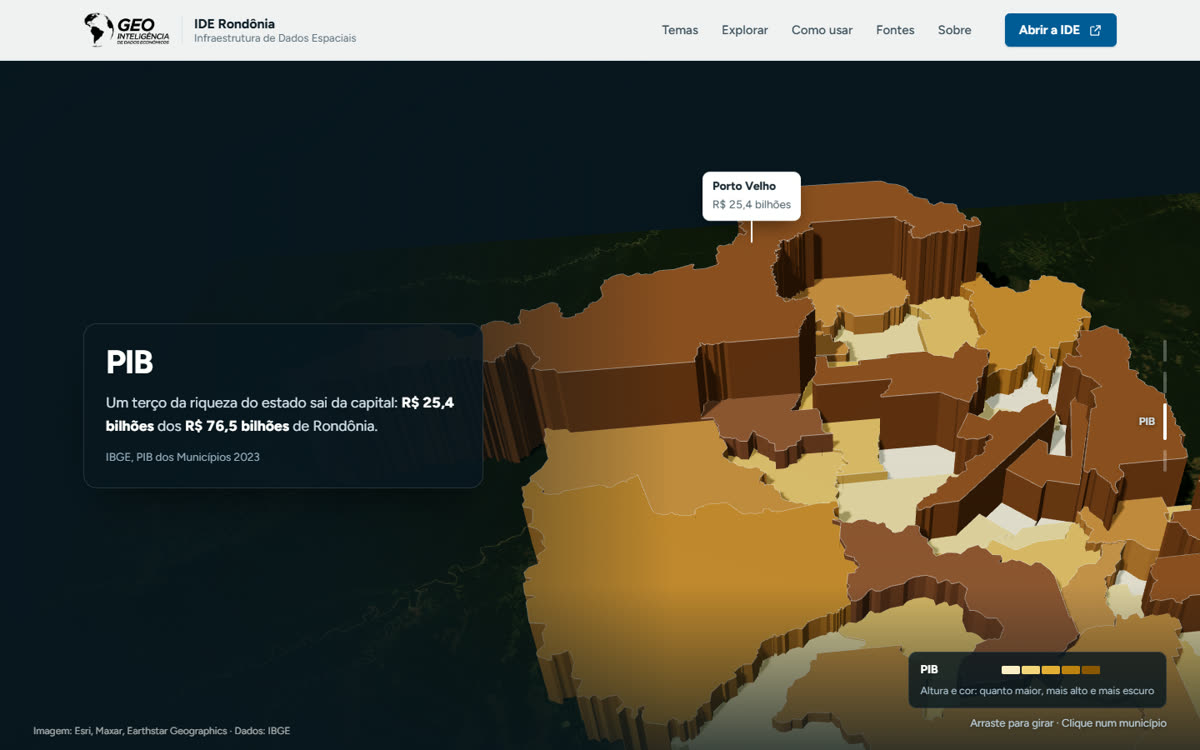 GEO
INTELIGÊNCIA
DE DADOS ECONÔMICOS
IDE Rondônia
Infraestrutura de Dados Espaciais
Temas
Explorar
Como usar
Fontes
Sobre
Abrir a IDE
Porto Velho
R$ 25,4 bilhões
PIB
Um terço da riqueza do estado sai da capital: R$ 25,4
bilhões dos R$ 76,5 bilhões de Rondônia.
IBGE, PIB dos Municípios 2023
PIB
PIB
Altura e cor: quanto maior, mais alto e mais escuro
Arraste para girar · Clique num município
Imagem: Esri, Maxar, Earthstar Geographics · Dados: IBGE